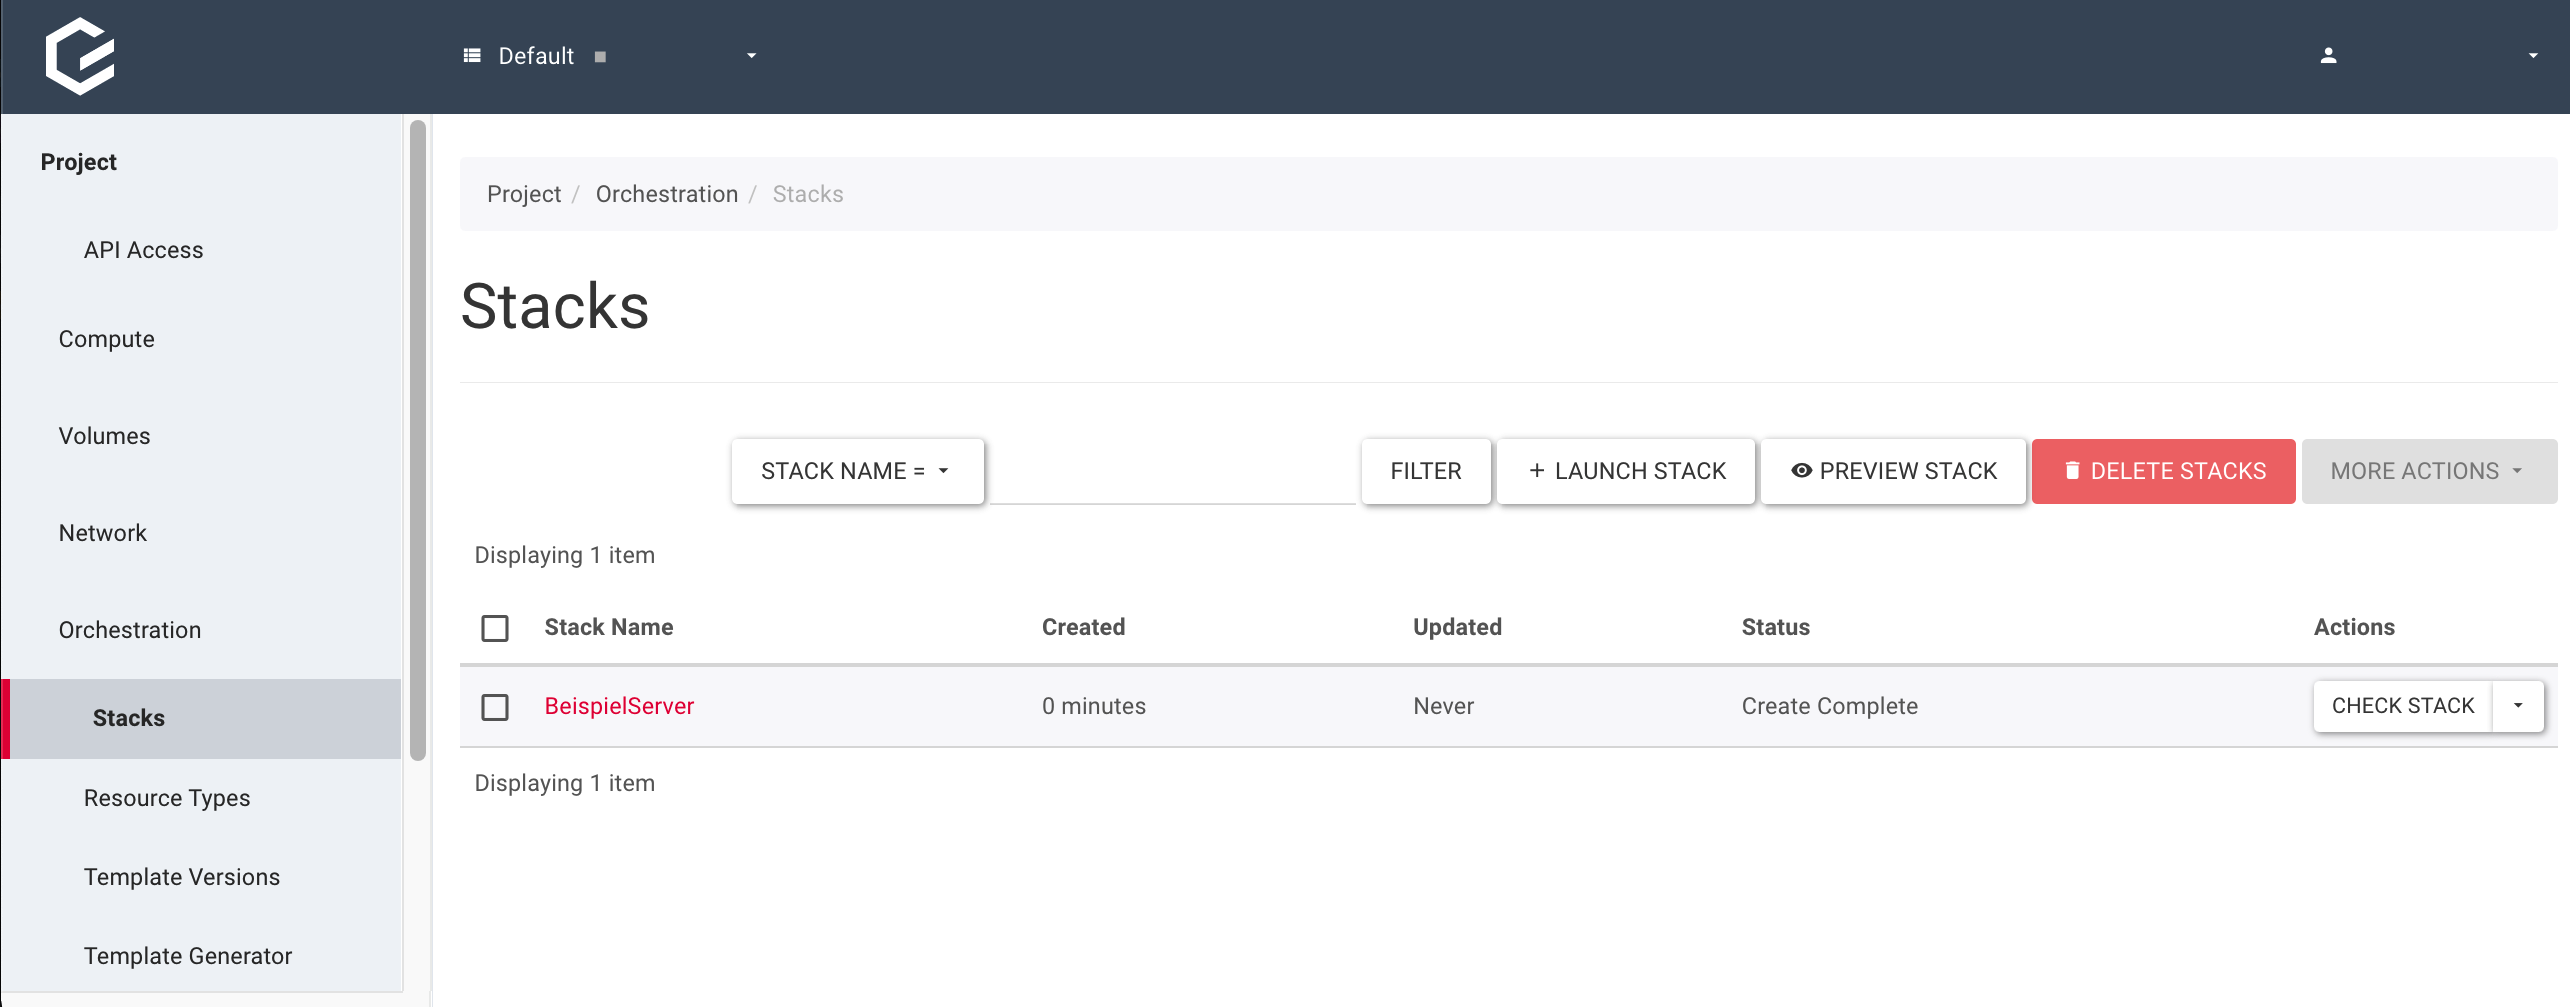 Default
Project
API Access
Compute
Volumes
Network
Orchestration
Stacks
Resource Types
Template Versions
Template Generator
Project / Orchestration / Stacks
Stacks
STACK NAME = FILTER + LAUNCH STACK PREVIEW STACK DELETE STACKS MORE ACTIONS
Displaying 1 item
Stack Name Created Updated Status Actions
BeispielServer 0 minutes Never Create Complete CHECK STACK
Displaying 1 item